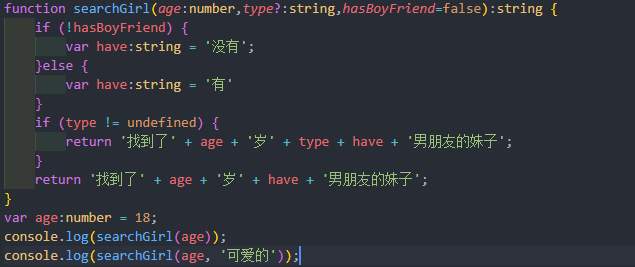 function searchGirl(age:number,type?:string,hasBoyFriend=false):string {
    if (!hasBoyFriend) {
        var have:string = '没有';
    }else {
        var have:string = '有'
    }
    if (type != undefined) {
        return '找到了' + age + '岁' + type + have + '男朋友的妹子';
    }
    return '找到了' + age + '岁' + have + '男朋友的妹子';
}
var age:number = 18;
console.log(searchGirl(age));
console.log(searchGirl(age, '可爱的'));